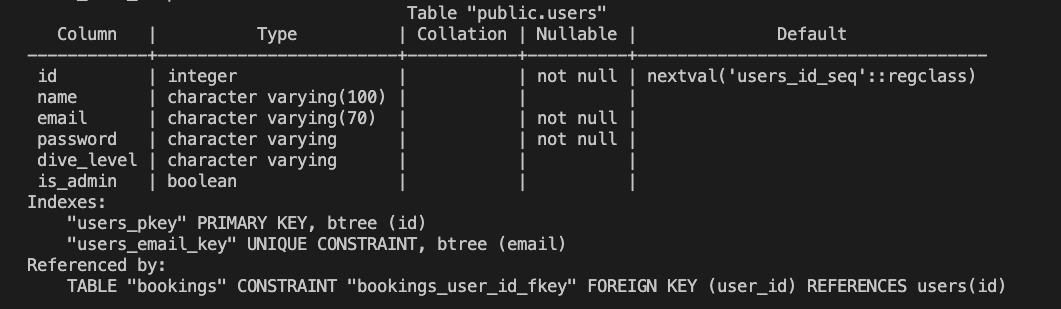 Table "public.users"
Column | Type | Collation | Nullable | Default
-----------+------------------------+-----------+----------+-----------------------------------
id | integer | | not null | nextval('users_id_seq'::regclass)
name | character varying(100) | | |
email | character varying(70) | | not null |
password | character varying | | not null |
dive_level | character varying | | |
is_admin | boolean | | |
Indexes:
"users_pkey" PRIMARY KEY, btree (id)
"users_email_key" UNIQUE CONSTRAINT, btree (email)
Referenced by:
TABLE "bookings" CONSTRAINT "bookings_user_id_fkey" FOREIGN KEY (user_id) REFERENCES users(id)